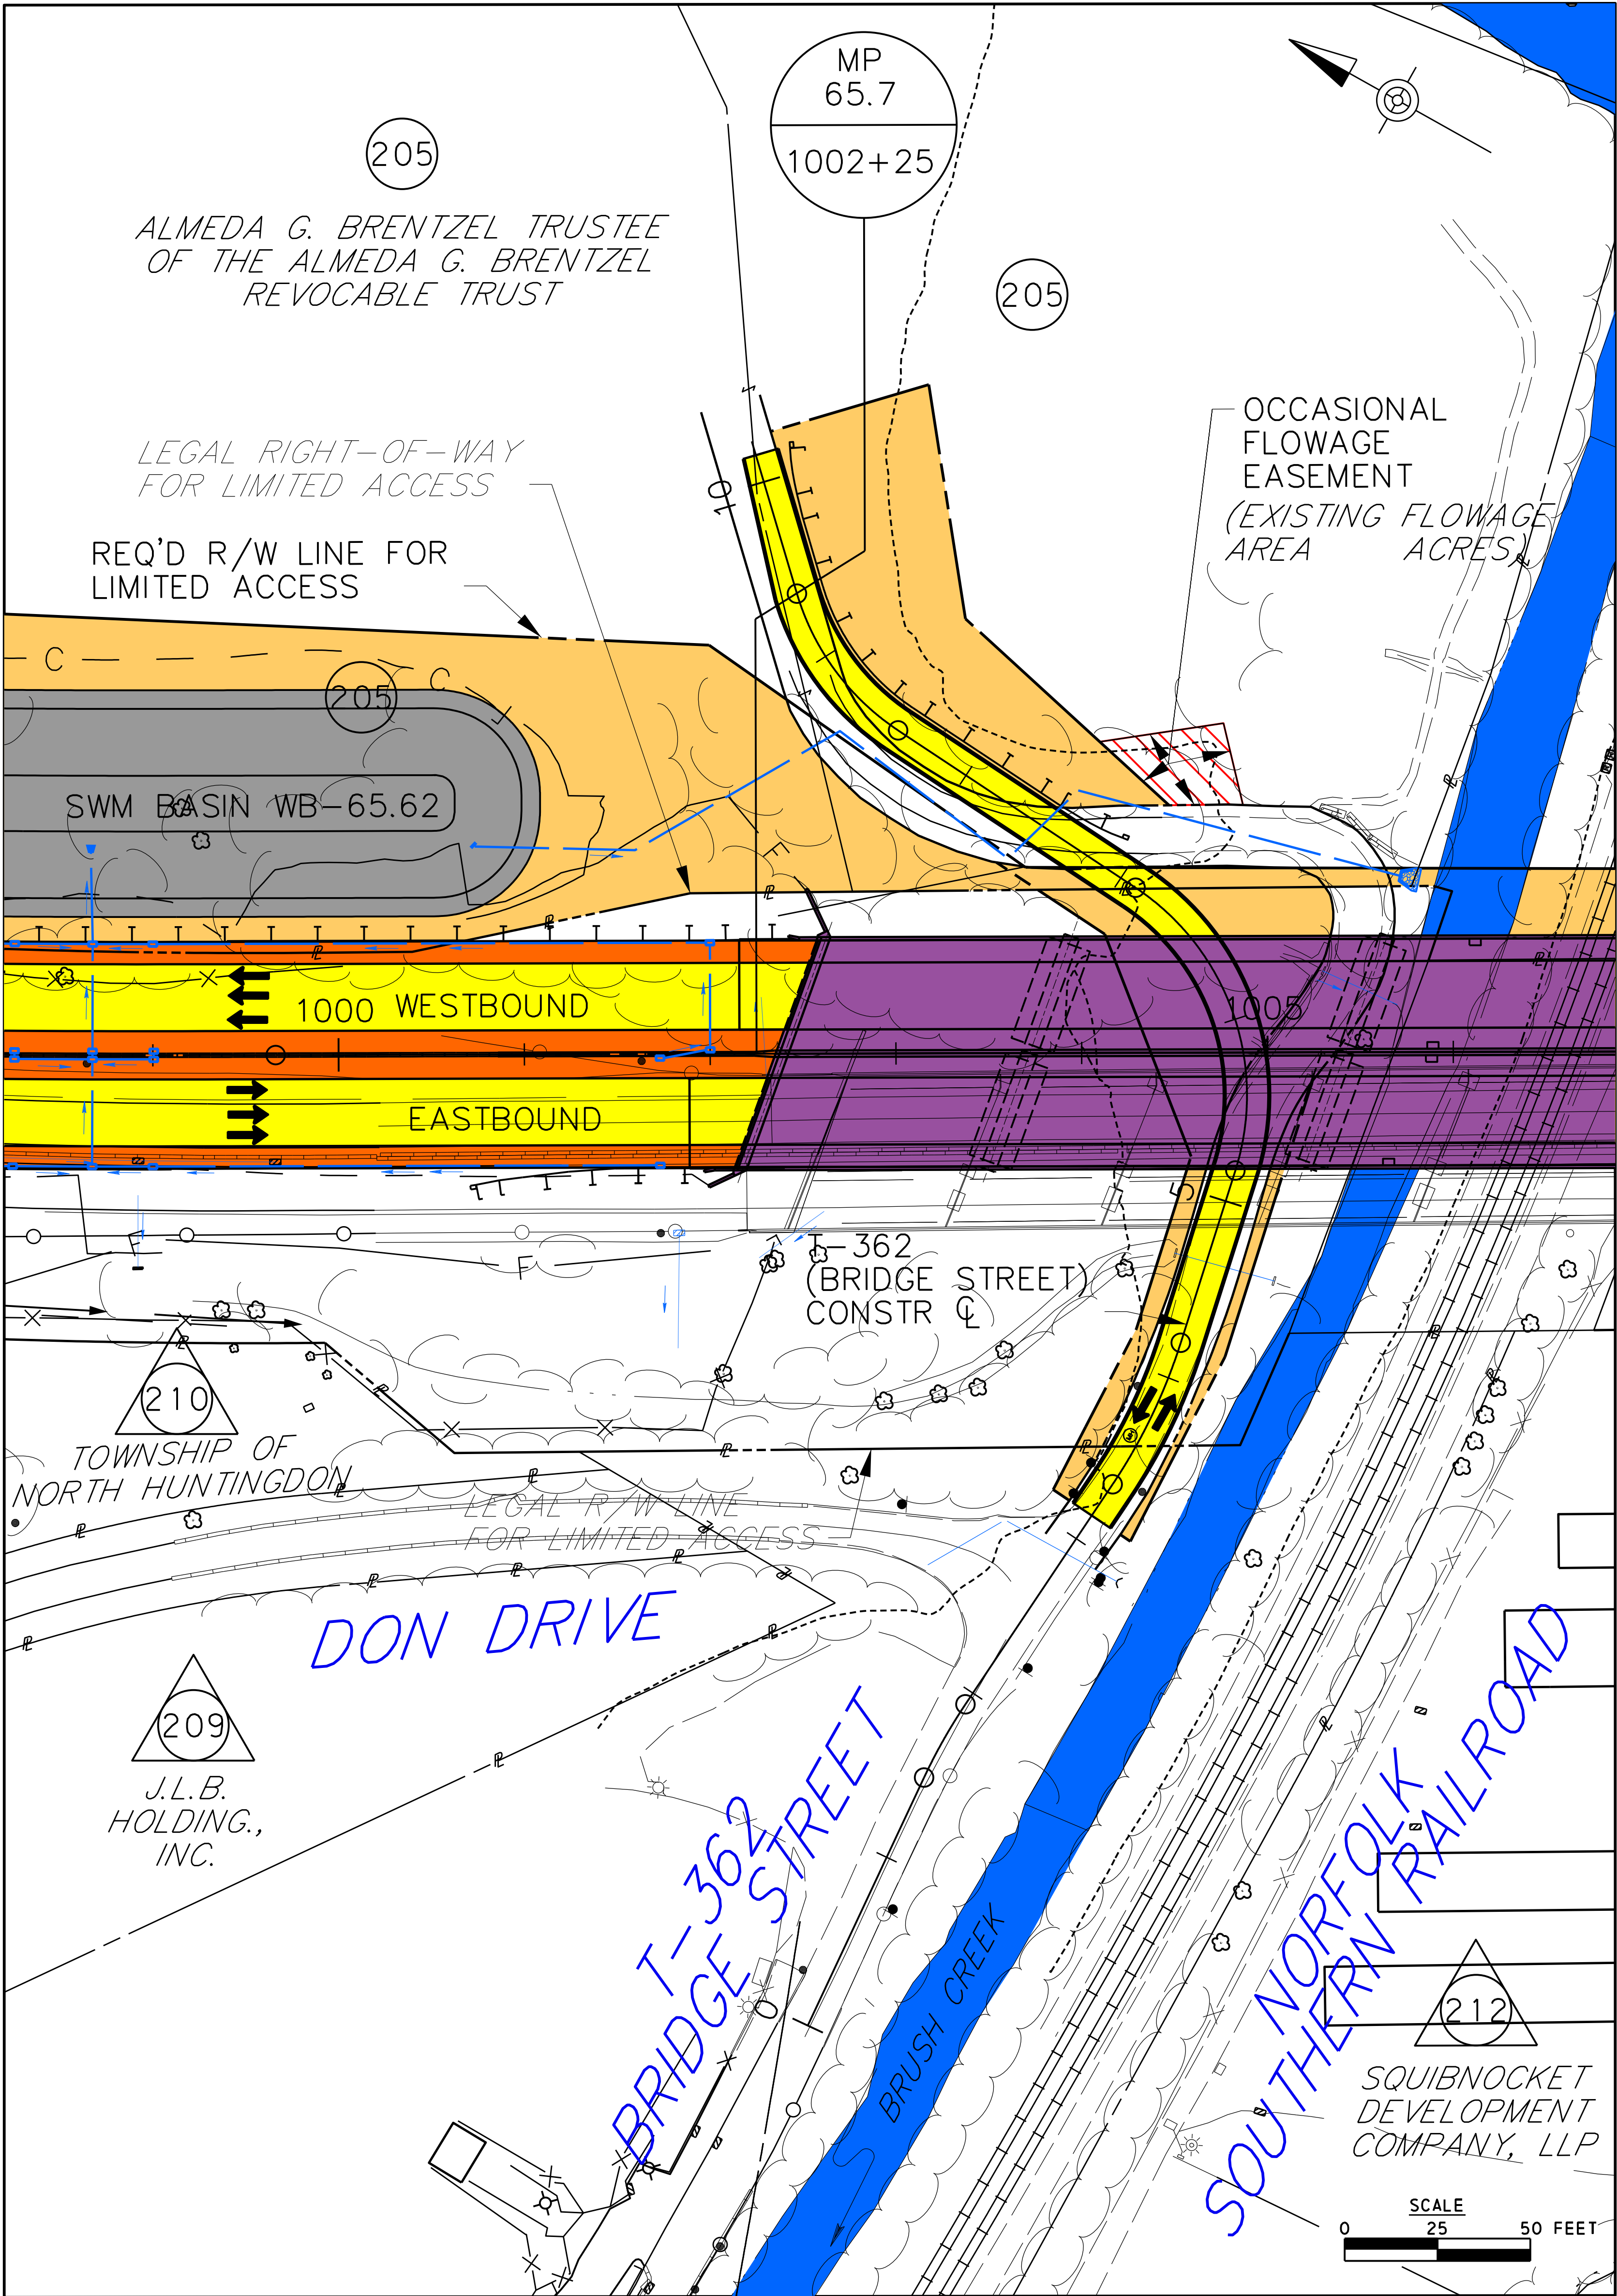 MP
65.7
1002+25
205
ALMEDA G. BRENTZEL TRUSTEE
OF THE ALMEDA G. BRENTZEL
REVOCABLE TRUST
205
OCCASIONAL
FLOWAGE
EASEMENT
(EXISTING FLOWAGE
AREA ACRES)
LEGAL RIGHT-OF-WAY
FOR LIMITED ACCESS
REQ'D R/W LINE FOR
LIMITED ACCESS
10
C
C
205
SWM BASIN WB-65.62
F
1000 WESTBOUND
1005
EASTBOUND
5
F
F
T-362
(BRIDGE STREET)
CONSTR ℄
210
TOWNSHIP OF
NORTH HUNTINGDON
LEGAL R/W LINE
FOR LIMITED ACCESS
DON DRIVE
209
J.L.B.
HOLDING.,
INC.
T-362
BRIDGE STREET
0
BRUSH CREEK
NORFOLK
SOUTHERN RAILROAD
212
SQUIBNOCKET
DEVELOPMENT
COMPANY, LLP
SCALE
0 25 50 FEET